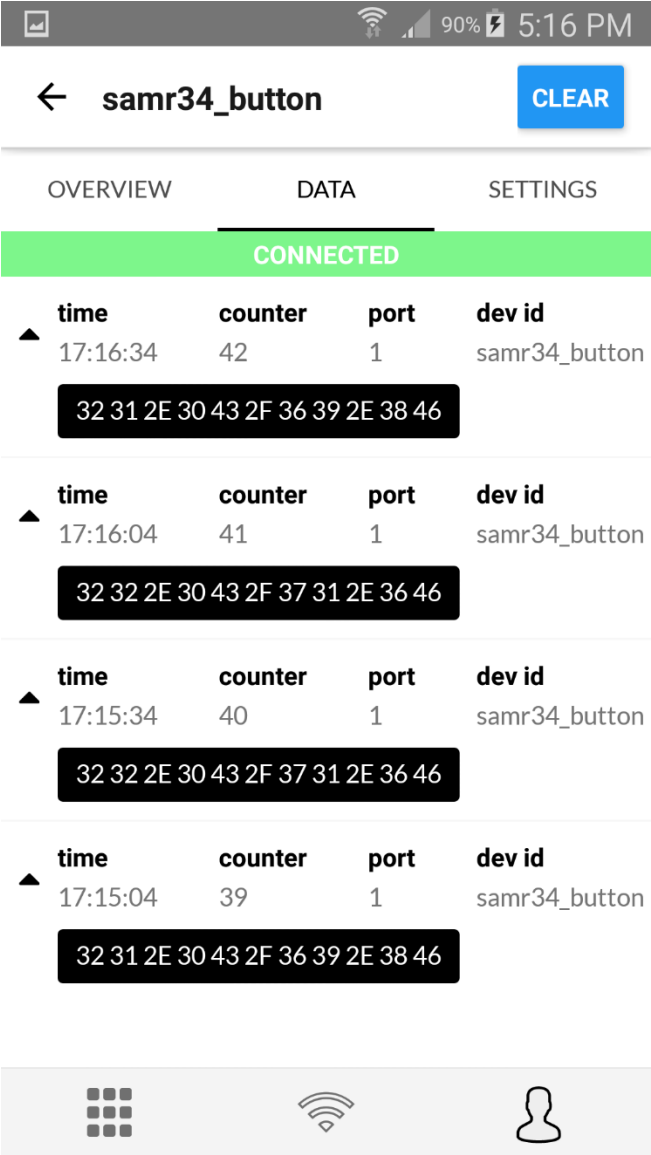 90% 5:16 PM
samr34_button CLEAR
OVERVIEW DATA SETTINGS
CONNECTED
time counter port dev id
17:16:34 42 1 samr34_button
32 31 2E 30 43 2F 36 39 2E 38 46
time counter port dev id
17:16:04 41 1 samr34_button
32 32 2E 30 43 2F 37 31 2E 36 46
time counter port dev id
17:15:34 40 1 samr34_button
32 32 2E 30 43 2F 37 31 2E 36 46
time counter port dev id
17:15:04 39 1 samr34_button
32 31 2E 30 43 2F 36 39 2E 38 46